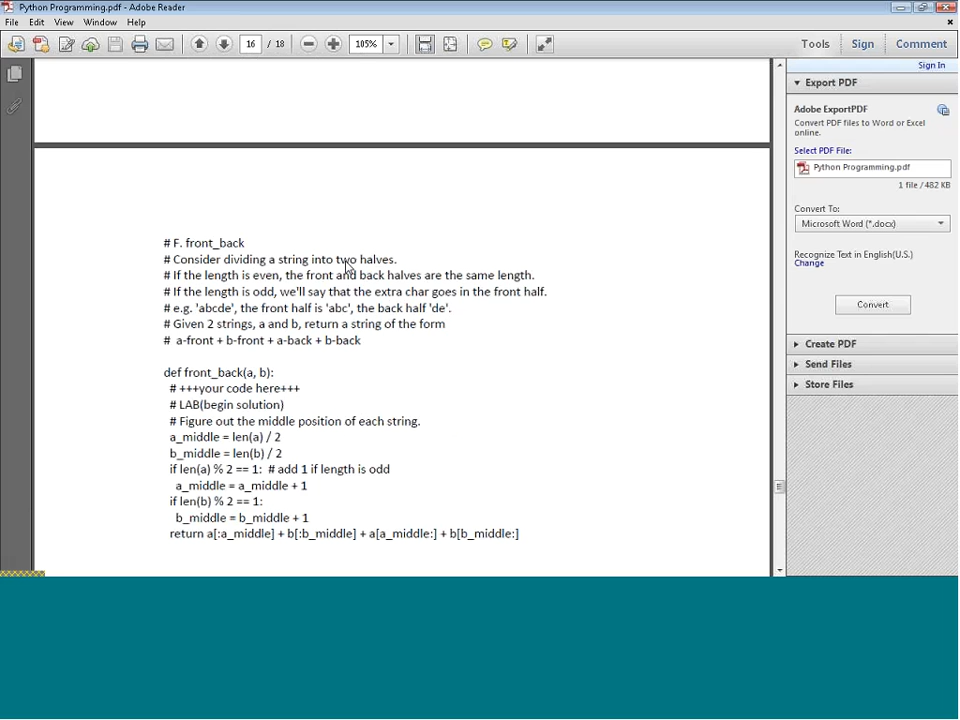 Python Programming.pdf - Adobe Reader
File Edit View Window Help
16 / 18 105% Tools Sign Comment
Sign In
Export PDF
Adobe ExportPDF
Convert PDF files to Word or Excel
online.
Select PDF File:
Python Programming.pdf
1 file / 482 KB
Convert To:
Microsoft Word (*.docx)
Recognize Text in English(U.S.)
Change
Convert
Create PDF
Send Files
Store Files
# F. front_back
# Consider dividing a string into two halves.
# If the length is even, the front and back halves are the same length.
# If the length is odd, we'll say that the extra char goes in the front half.
# e.g. 'abcde', the front half is 'abc', the back half 'de'.
# Given 2 strings, a and b, return a string of the form
# a-front + b-front + a-back + b-back
def front_back(a, b):
# +++your code here+++
# LAB(begin solution)
# Figure out the middle position of each string.
a_middle = len(a) / 2
b_middle = len(b) / 2
if len(a) % 2 == 1: # add 1 if length is odd
a_middle = a_middle + 1
if len(b) % 2 == 1:
b_middle = b_middle + 1
return a[:a_middle] + b[:b_middle] + a[a_middle:] + b[b_middle:]